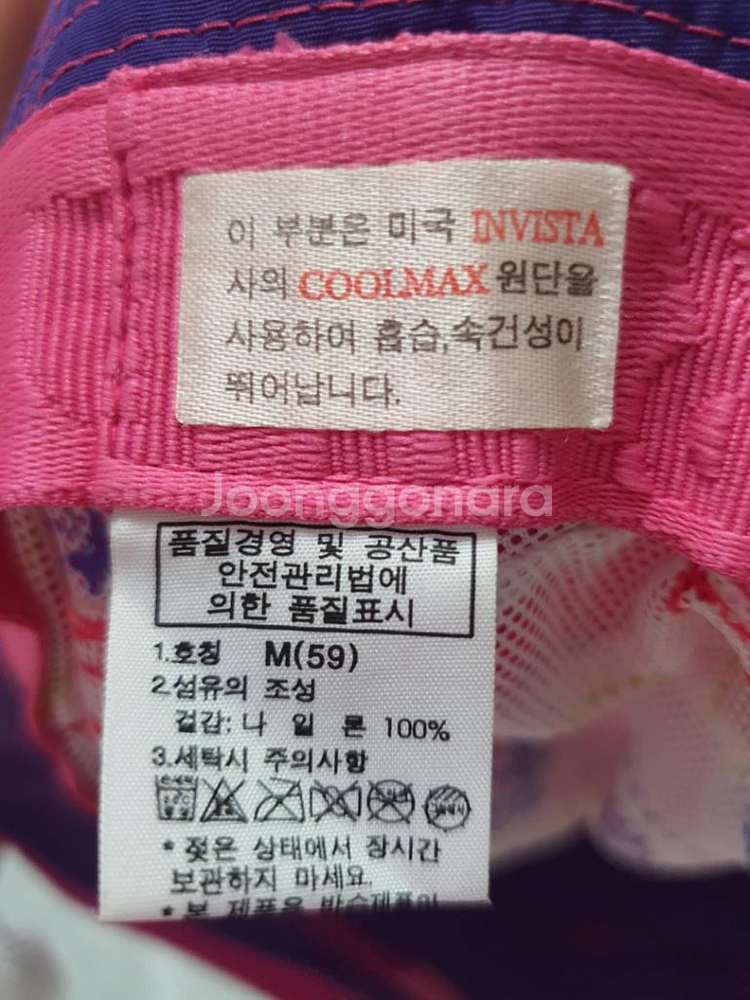 이 부분은 미국 INVISTA
사의 COOLMAX 원단을
사용하여 흡습,속건성이
뛰어납니다.
Joonggonara
품질경영 및 공산품
안전관리법에
의한 품질표시
1.호칭 M(59)
2.섬유의 조성
겉감: 나 일 론 100%
3.세탁시 주의사항
* 젖은 상태에서 장시간
보관하지 마세요.
* 본 제품은